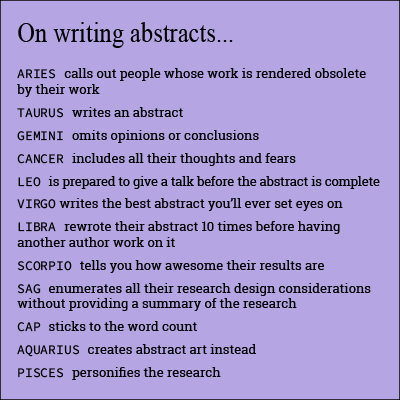 On writing abstracts...
ARIES calls out people whose work is rendered obsolete
by their work
TAURUS writes an abstract
GEMINI omits opinions or conclusions
CANCER includes all their thoughts and fears
LEO is prepared to give a talk before the abstract is complete
VIRGO writes the best abstract you'll ever set eyes on
LIBRA rewrote their abstract 10 times before having
another author work on it
SCORPIO tells you how awesome their results are
SAG enumerates all their research design considerations
without providing a summary of the research
CAP sticks to the word count
AQUARIUS creates abstract art instead
PISCES personifies the research